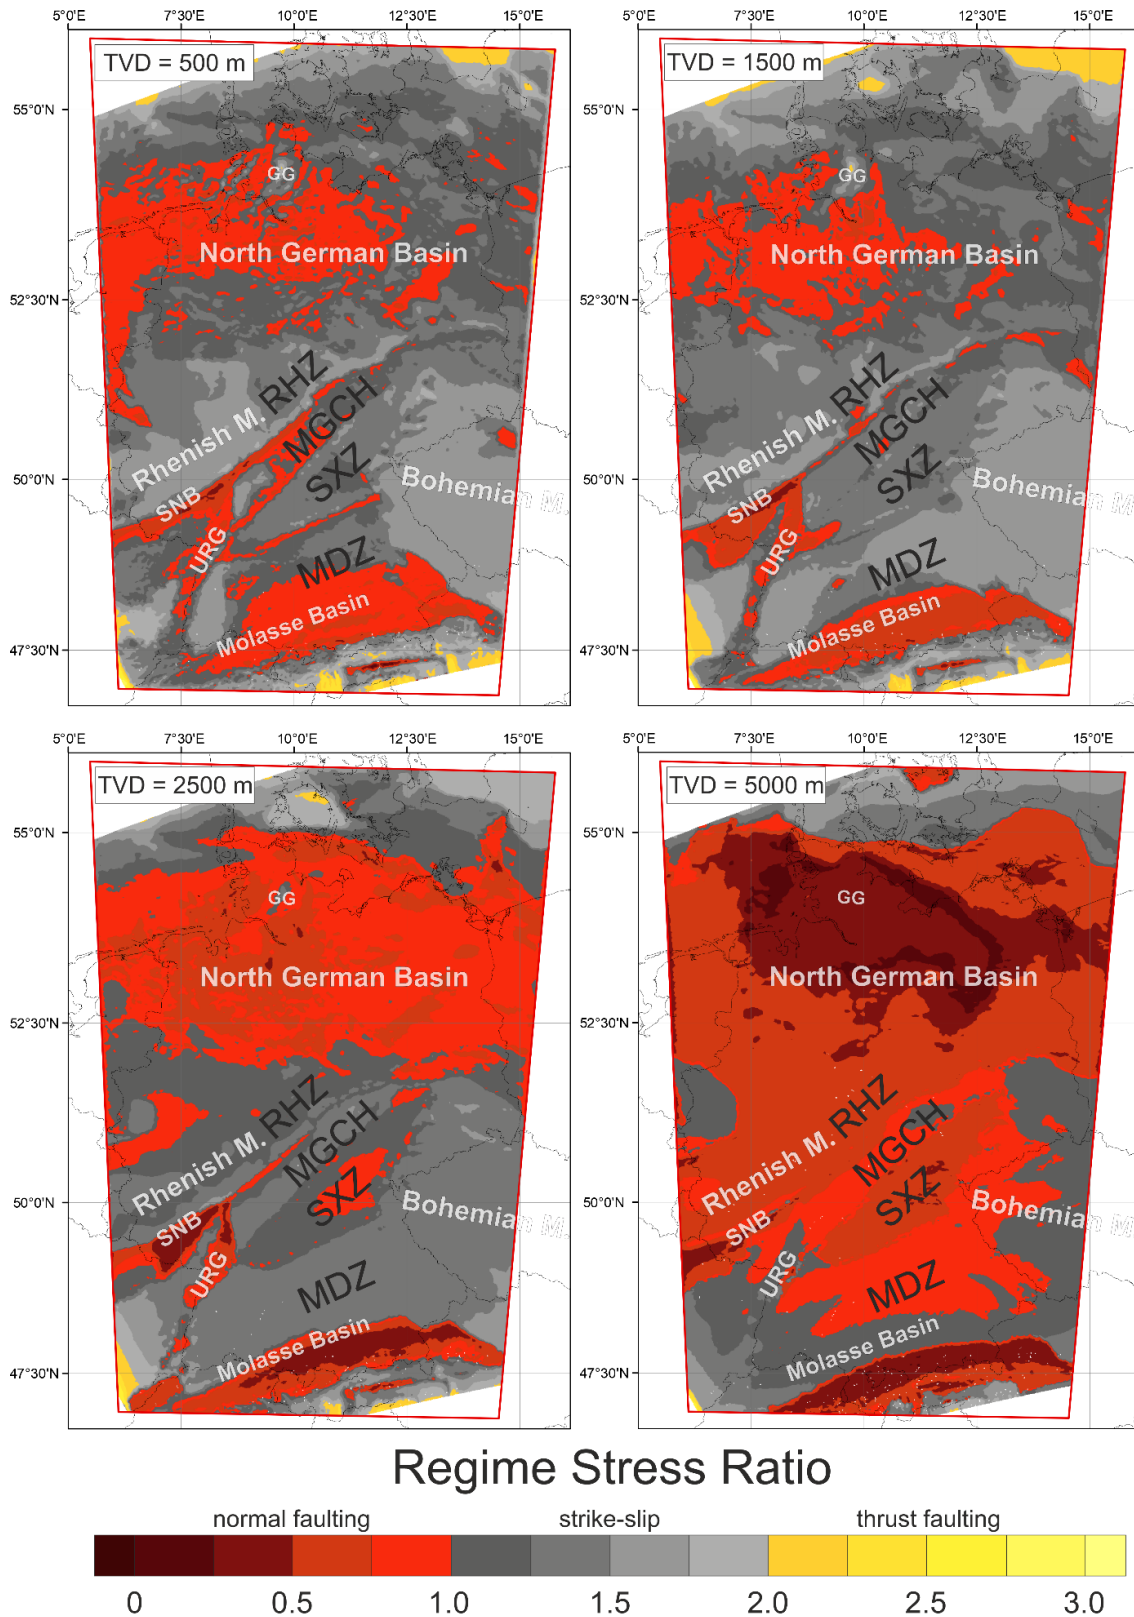 5°0'E 7°30'E 10°0'E 12°30'E 15°0'E 5°0'E 7°30'E 10°0'E 12°30'E 15°0'E
TVD = 500 m TVD = 1500 m
55°0'N 55°0'N
GG GG
North German Basin North German Basin
52°30'N 52°30'N
RHZ RHZ
Rhenish M. Rhenish M.
MGCH MGCH
SXZ SXZ
50°0'N 50°0'N
Bohemian M. Bohemian M.
SNB SNB
URG URG
MDZ MDZ
Molasse Basin Molasse Basin
47°30'N 47°30'N
5°0'E 7°30'E 10°0'E 12°30'E 15°0'E 5°0'E 7°30'E 10°0'E 12°30'E 15°0'E
TVD = 2500 m TVD = 5000 m
55°0'N 55°0'N
GG GG
North German Basin North German Basin
52°30'N 52°30'N
RHZ RHZ
Rhenish M. Rhenish M.
MGCH MGCH
SXZ SXZ
50°0'N 50°0'N
Bohemian M. Bohemian M.
SNB SNB
URG URG
MDZ MDZ
Molasse Basin Molasse Basin
47°30'N 47°30'N
Regime Stress Ratio
normal faulting strike-slip thrust faulting
0 0.5 1.0 1.5 2.0 2.5 3.0